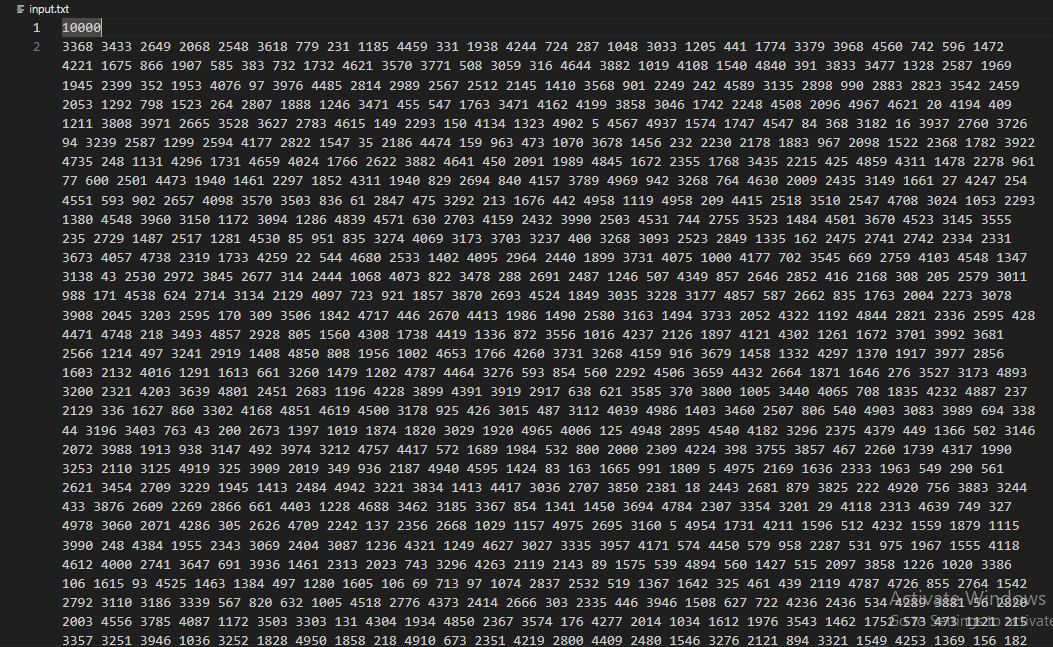 input.txt
1 10000
2 3368 3433 2649 2068 2548 3618 779 231 1185 4459 331 1938 4244 724 287 1048 3033 1205 441 1774 3379 3968 4560 742 596 1472
4221 1675 866 1907 585 383 732 1732 4621 3570 3771 508 3059 316 4644 3882 1019 4108 1540 4840 391 3833 3477 1328 2587 1969
1945 2399 352 1953 4076 97 3976 4485 2814 2989 2567 2512 2145 1410 3568 901 2249 242 4589 3135 2898 990 2883 2823 3542 2459
2053 1292 798 1523 264 2807 1888 1246 3471 455 547 1763 3471 4162 4199 3858 3046 1742 2248 4508 2096 4967 4621 20 4194 409
1211 3808 3971 2665 3528 3627 2783 4615 149 2293 150 4134 1323 4902 5 4567 4937 1574 1747 4547 84 368 3182 16 3937 2760 3726
94 3239 2587 1299 2594 4177 2822 1547 35 2186 4474 159 963 473 1070 3678 1456 232 2230 2178 1883 967 2098 1522 2368 1782 3922
4735 248 1131 4296 1731 4659 4024 1766 2622 3882 4641 450 2091 1989 4845 1672 2355 1768 3435 2215 425 4859 4311 1478 2278 961
77 600 2501 4473 1940 1461 2297 1852 4311 1940 829 2694 840 4157 3789 4969 942 3268 764 4630 2009 2435 3149 1661 27 4247 254
4551 593 902 2657 4098 3570 3503 836 61 2847 475 3292 213 1676 442 4958 1119 4958 209 4415 2518 3510 2547 4708 3024 1053 2293
1380 4548 3960 3150 1172 3094 1286 4839 4571 630 2703 4159 2432 3990 2503 4531 744 2755 3523 1484 4501 3670 4523 3145 3555
235 2729 1487 2517 1281 4530 85 951 835 3274 4069 3173 3703 3237 400 3268 3093 2523 2849 1335 162 2475 2741 2742 2334 2331
3673 4057 4738 2319 1733 4259 22 544 4680 2533 1402 4095 2964 2440 1899 3731 4075 1000 4177 702 3545 669 2759 4103 4548 1347
3138 43 2530 2972 3845 2677 314 2444 1068 4073 822 3478 288 2691 2487 1246 507 4349 857 2646 2852 416 2168 308 205 2579 3011
988 171 4538 624 2714 3134 2129 4097 723 921 1857 3870 2693 4524 1849 3035 3228 3177 4857 587 2662 835 1763 2004 2273 3078
3908 2045 3203 2595 170 309 3506 1842 4717 446 2670 4413 1986 2590 3163 1494 3733 2052 4322 1192 4844 2821 2336 2595 428
4471 4748 218 3493 4857 2928 805 1560 4308 1738 4419 1336 872 3556 1016 4237 2126 1897 4121 4302 1261 1672 3701 3992 3681
2566 1214 497 3241 2919 1408 4850 808 1956 1002 4653 1766 4260 3731 3268 4159 916 3679 1458 1332 4297 1370 1917 3977 2856
1603 2132 4016 1291 1613 661 3260 1479 1202 4787 4464 3276 593 854 560 2292 4506 3659 4432 2664 1871 1646 276 3527 3173 4893
3200 2321 4203 3639 4801 2451 2683 1196 4228 3899 4391 3919 2917 638 621 3585 370 3800 1005 3440 4065 708 1835 4232 4887 237
2129 336 1627 860 3302 4168 4851 4619 4500 3178 925 426 3015 487 3112 4039 4986 1403 3460 2507 806 540 4903 3083 3989 694 338
44 3196 3403 763 43 200 2673 1397 1019 1874 1820 3029 1920 4965 4006 125 4948 2895 4540 4182 3296 2375 4379 449 1366 502 3146
2072 3988 1913 938 3147 492 3974 3212 4757 4417 572 1689 1984 532 800 2000 2309 4224 398 3755 3857 467 2260 1739 4317 1990
3253 2110 3125 4919 325 3909 2019 349 936 2187 4940 4595 1424 83 163 1665 991 1809 5 4975 2169 1636 2333 1963 549 290 561
2621 3454 2709 3229 1945 1413 2484 4942 3221 3834 1413 4417 3036 2707 3850 2381 18 2443 2681 879 3825 222 4920 756 3883 3244
433 3876 2609 2269 2866 661 4403 1228 4688 3462 3185 3367 854 1341 1450 3694 4784 2307 3354 3201 29 4118 2313 4639 749 327
4978 3060 2071 4286 305 2626 4709 2242 137 2356 2668 1029 1157 4975 2695 3160 5 4954 1731 4211 1596 512 4232 1559 1879 1115
3990 248 4384 1955 2343 3069 2404 3087 1236 4321 1249 4627 3027 3335 3957 4171 574 4450 579 958 2287 531 975 1967 1555 4118
4612 4000 2741 3647 691 3936 1461 2313 2023 743 3296 4263 2119 2143 89 1575 539 4894 560 1427 515 2097 3858 1226 1020 3386
106 1615 93 4525 1463 1384 497 1280 1605 106 69 713 97 1074 2837 2532 519 1367 1642 325 461 439 2119 4787 4726 855 2764 1542
2792 3110 3186 3339 567 820 632 1005 4518 2776 4373 2414 2666 303 2335 446 3946 1508 627 722 4236 2436 534 4289 3881 56 2820
2003 4556 3785 4087 1172 3503 3303 131 4304 1934 4850 2367 3574 176 4277 2014 1034 1612 1976 3543 1462 1752 573 473 1121 215
3357 3251 3946 1036 3252 1828 4950 1858 218 4910 673 2351 4219 2800 4409 2480 1546 3276 2121 894 3321 1549 4253 1369 156 182
Activate Windows
Go to Settings to activate